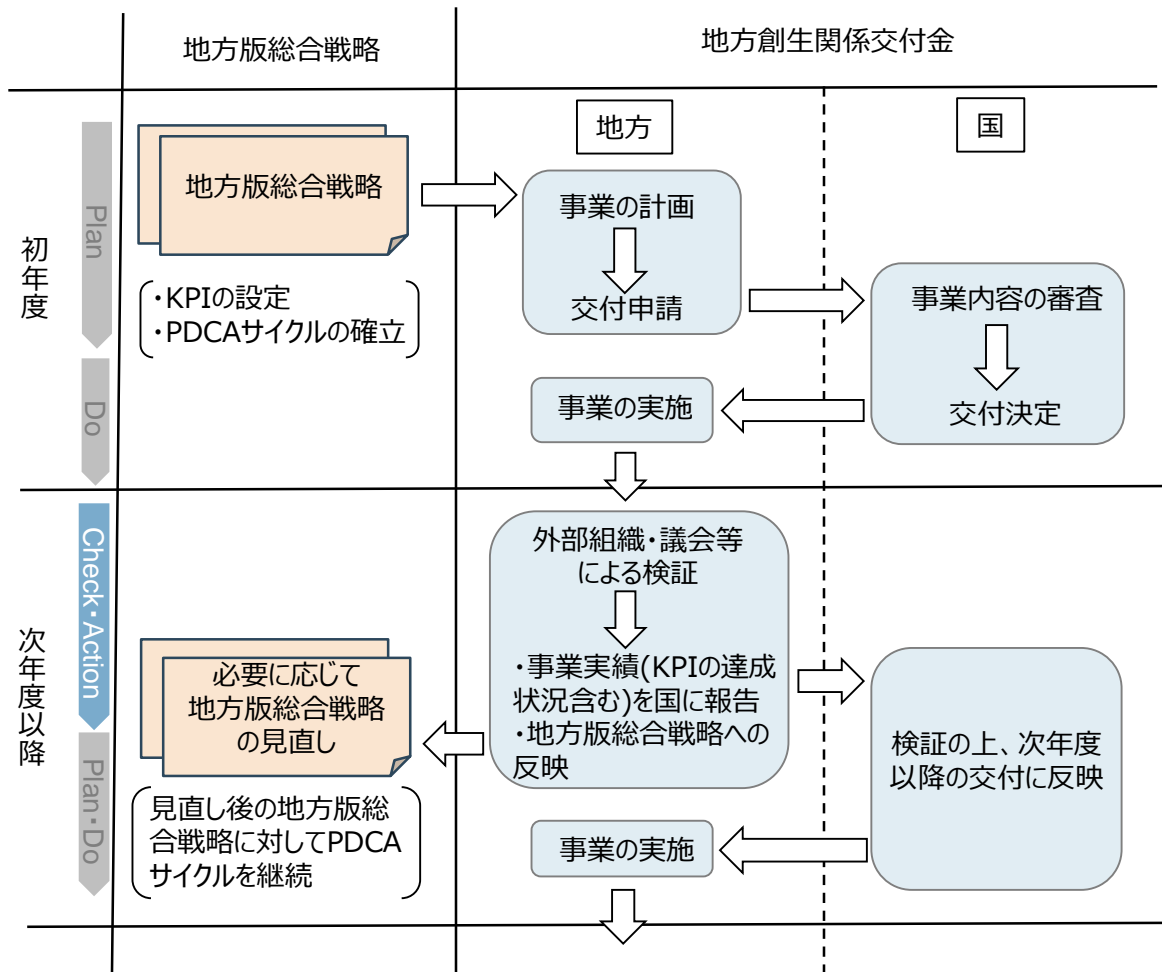 地方版総合戦略
地方創生関係交付金
地方
国
初年度
Plan
Do
地方版総合戦略
・KPIの設定
・PDCAサイクルの確立
事業の計画
交付申請
事業内容の審査
交付決定
事業の実施
次年度以降
Check・Action
Plan・Do
外部組織・議会等
による検証
・事業実績(KPIの達成
状況含む)を国に報告
・地方版総合戦略への
反映
必要に応じて
地方版総合戦略
の見直し
見直し後の地方版総
合戦略に対してPDCA
サイクルを継続
検証の上、次年度
以降の交付に反映
事業の実施